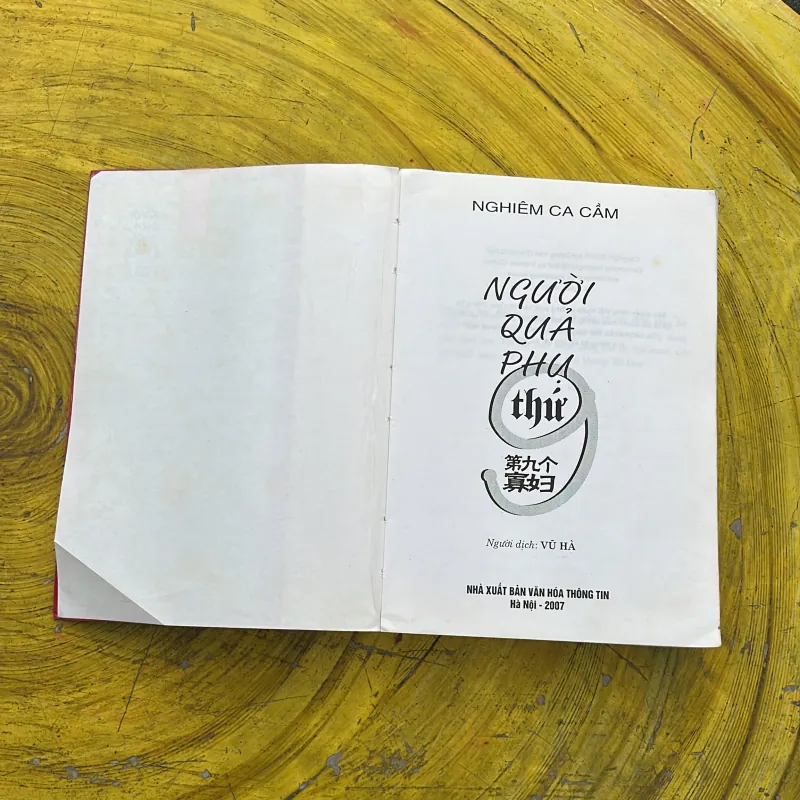 NGHIÊM CA CẦM
NGƯỜI
QUẢ
PHỤ
thứ
9
第九个
寡妇
Người dịch: VŨ HÀ
NHÀ XUẤT BẢN VĂN HÓA THÔNG TIN
Hà Nội - 2007